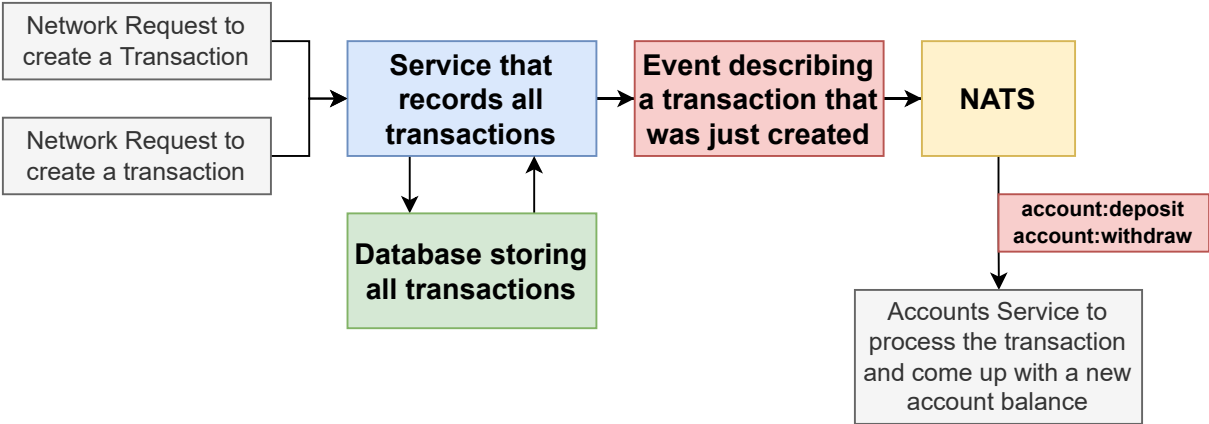 Network Request to
create a Transaction
Network Request to
create a transaction
Service that
records all
transactions
Database storing
all transactions
Event describing
a transaction that
was just created
NATS
account:deposit
account:withdraw
Accounts Service to
process the transaction
and come up with a new
account balance